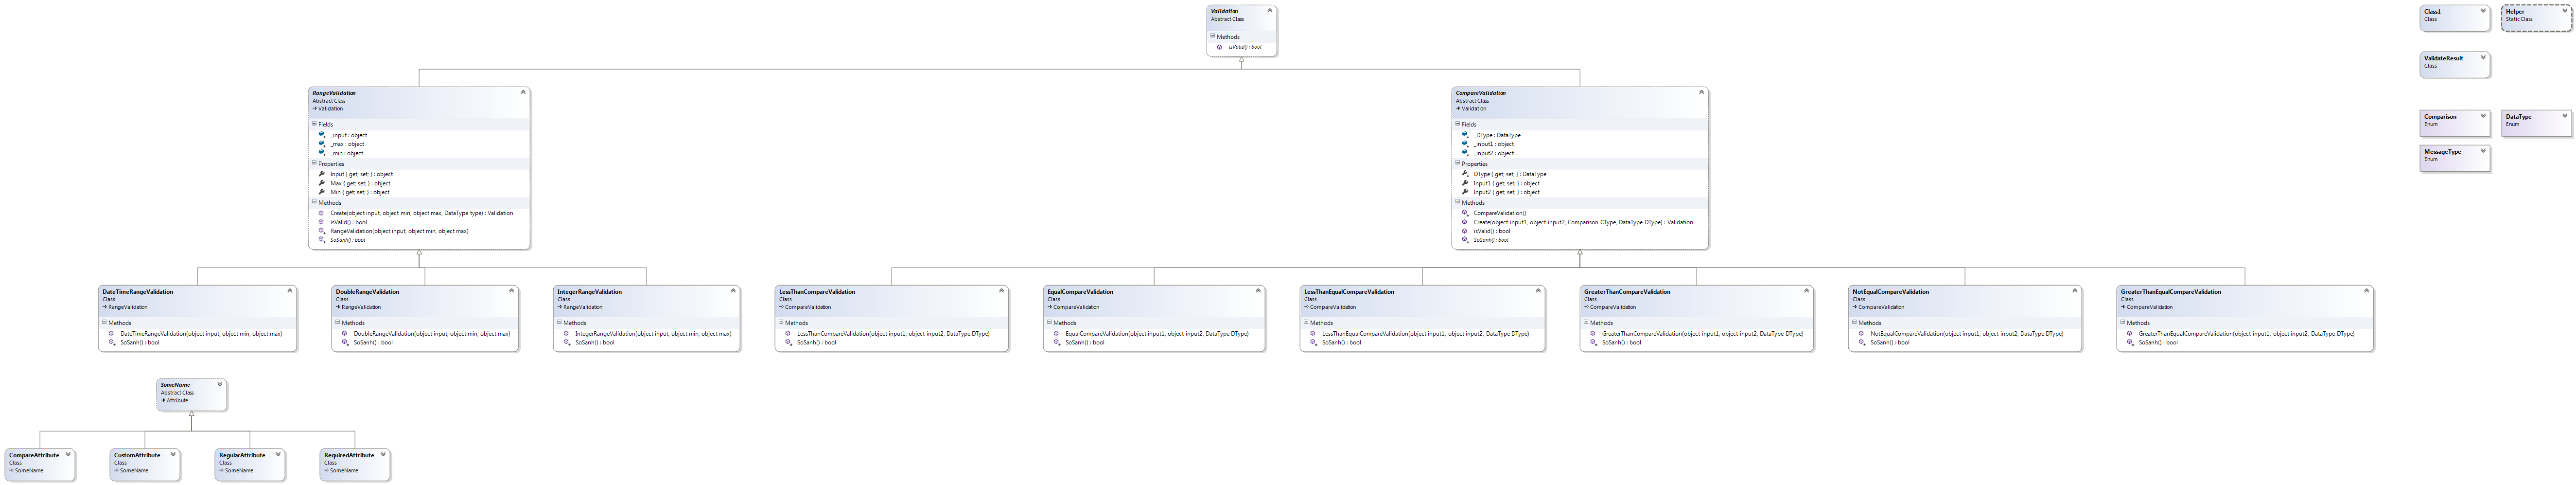 Validation
Abstract Class
Methods
isValid() : bool
Class1
Class
Helper
Static Class
ValidateResult
Class
Comparison
Enum
DataType
Enum
MessageType
Enum
RangeValidation
Abstract Class
Validation
Fields
_input : object
_max : object
_min : object
Properties
Input { get; set; } : object
Max { get; set; } : object
Min { get; set; } : object
Methods
Create(object input, object min, object max, DataType type) : Validation
isValid() : bool
RangeValidation(object input, object min, object max)
SoSanh() : bool
CompareValidation
Abstract Class
Validation
Fields
_DType : DataType
_input1 : object
_input2 : object
Properties
DType { get; set; } : DataType
Input1 { get; set; } : object
Input2 { get; set; } : object
Methods
CompareValidation()
Create(object input1, object input2, Comparison CType, DataType DType) : Validation
isValid() : bool
SoSanh() : bool
DateTimeRangeValidation
Class
RangeValidation
Methods
DateTimeRangeValidation(object input, object min, object max)
SoSanh() : bool
DoubleRangeValidation
Class
RangeValidation
Methods
DoubleRangeValidation(object input, object min, object max)
SoSanh() : bool
IntegerRangeValidation
Class
RangeValidation
Methods
IntegerRangeValidation(object input, object min, object max)
SoSanh() : bool
LessThanCompareValidation
Class
CompareValidation
Methods
LessThanCompareValidation(object input1, object input2, DataType DType)
SoSanh() : bool
EqualCompareValidation
Class
CompareValidation
Methods
EqualCompareValidation(object input1, object input2, DataType DType)
SoSanh() : bool
LessThanEqualCompareValidation
Class
CompareValidation
Methods
LessThanEqualCompareValidation(object input1, object input2, DataType DType)
SoSanh() : bool
GreaterThanCompareValidation
Class
CompareValidation
Methods
GreaterThanCompareValidation(object input1, object input2, DataType DType)
SoSanh() : bool
NotEqualCompareValidation
Class
CompareValidation
Methods
NotEqualCompareValidation(object input1, object input2, DataType DType)
SoSanh() : bool
GreaterThanEqualCompareValidation
Class
CompareValidation
Methods
GreaterThanEqualCompareValidation(object input1, object input2, DataType DType)
SoSanh() : bool
SomeName
Abstract Class
Attribute
CompareAttribute
Class
SomeName
CustomAttribute
Class
SomeName
RegularAttribute
Class
SomeName
RequiredAttribute
Class
SomeName